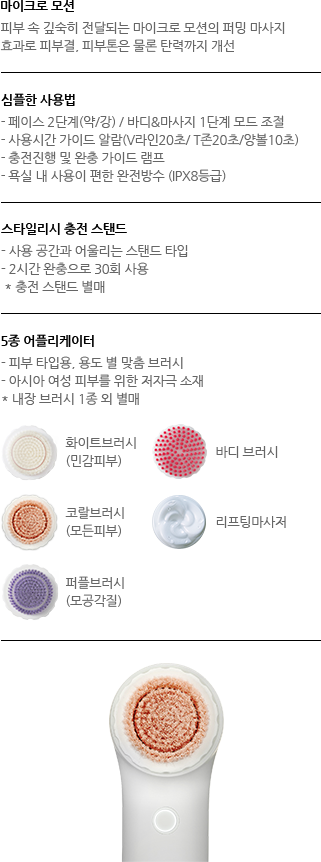 마이크로 모션
피부 속 깊숙히 전달되는 마이크로 모션의 퍼밍 마사지
효과로 피부결, 피부톤은 물론 탄력까지 개선
심플한 사용법
- 페이스 2단계(약/강) / 바디&마사지 1단계 모드 조절
- 사용시간 가이드 알람(V라인20초/ T존20초/양볼10초)
- 충전진행 및 완충 가이드 램프
- 욕실 내 사용이 편한 완전방수 (IPX8등급)
스타일리시 충전 스탠드
- 사용 공간과 어울리는 스탠드 타입
- 2시간 완충으로 30회 사용
* 충전 스탠드 별매
5종 어플리케이터
- 피부 타입용, 용도 별 맞춤 브러시
- 아시아 여성 피부를 위한 저자극 소재
* 내장 브러시 1종 외 별매
화이트브러시
(민감피부)
바디 브러시
코랄브러시
(모든피부)
리프팅마사저
퍼플브러시
(모공각질)